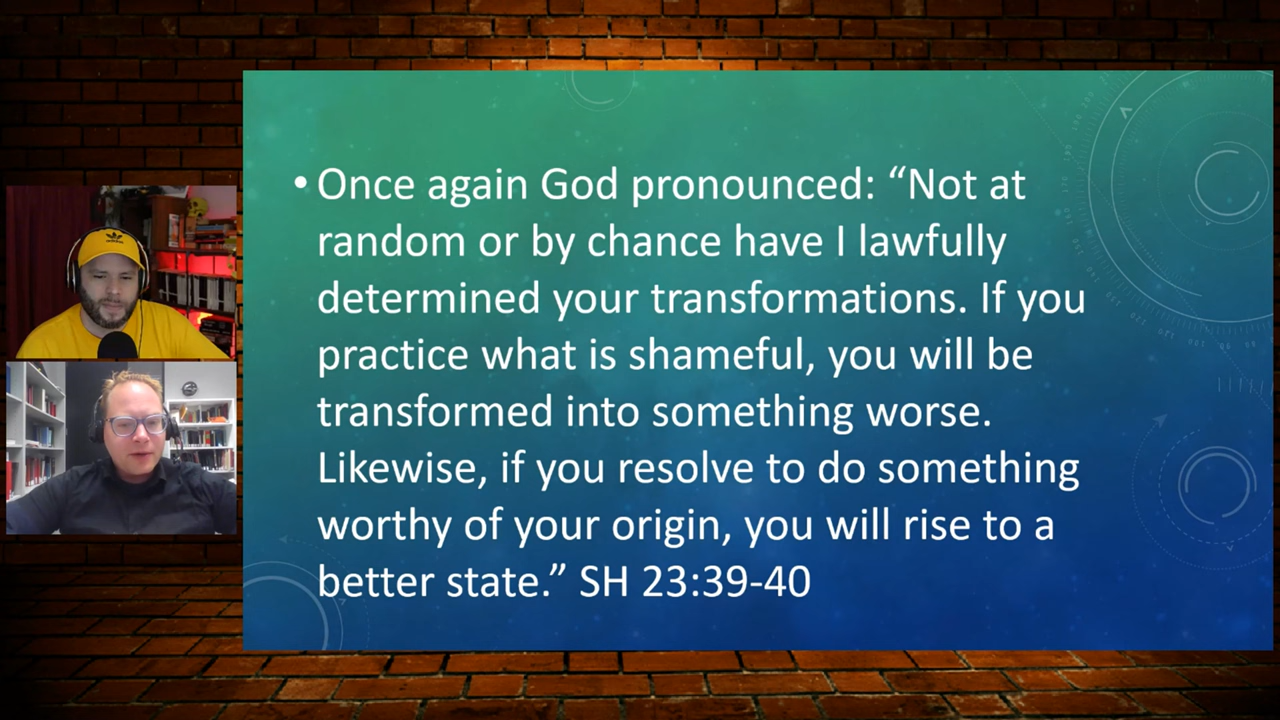 • Once again God pronounced: “Not at
random or by chance have I lawfully
determined your transformations. If you
practice what is shameful, you will be
transformed into something worse.
Likewise, if you resolve to do something
worthy of your origin, you will rise to a
better state.” SH 23:39-40